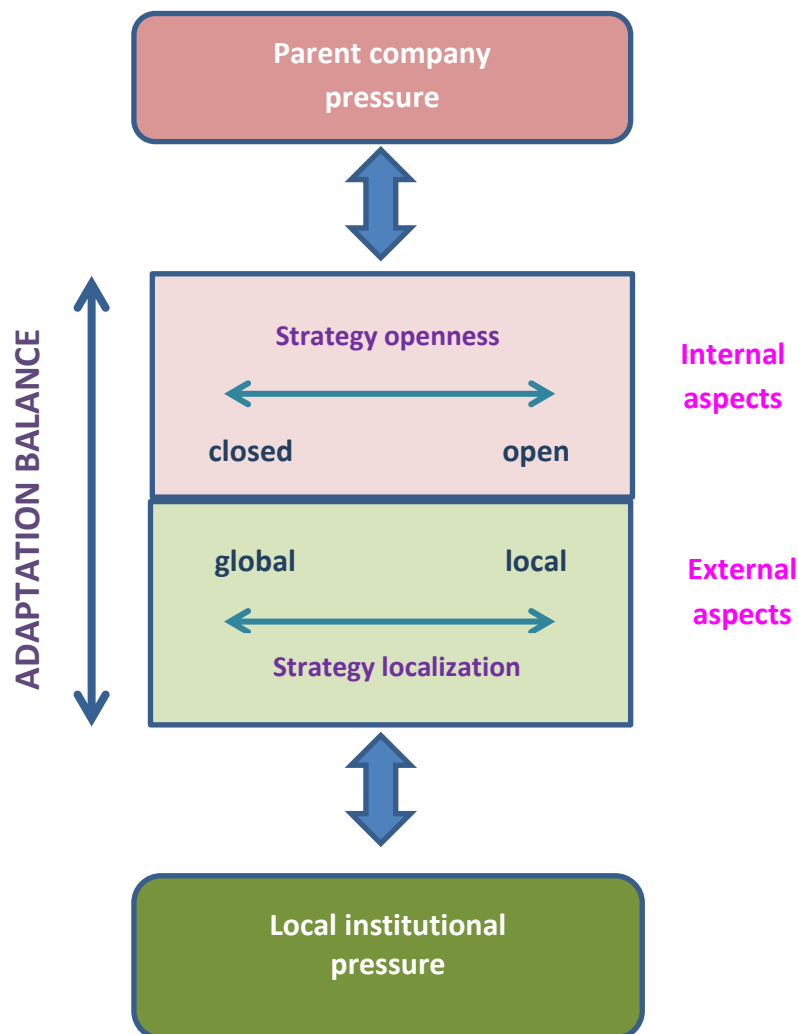 Parent company
pressure
ADAPTATION BALANCE
Strategy openness
closed open
Internal
aspects
global local
Strategy localization
External
aspects
Local institutional
pressure